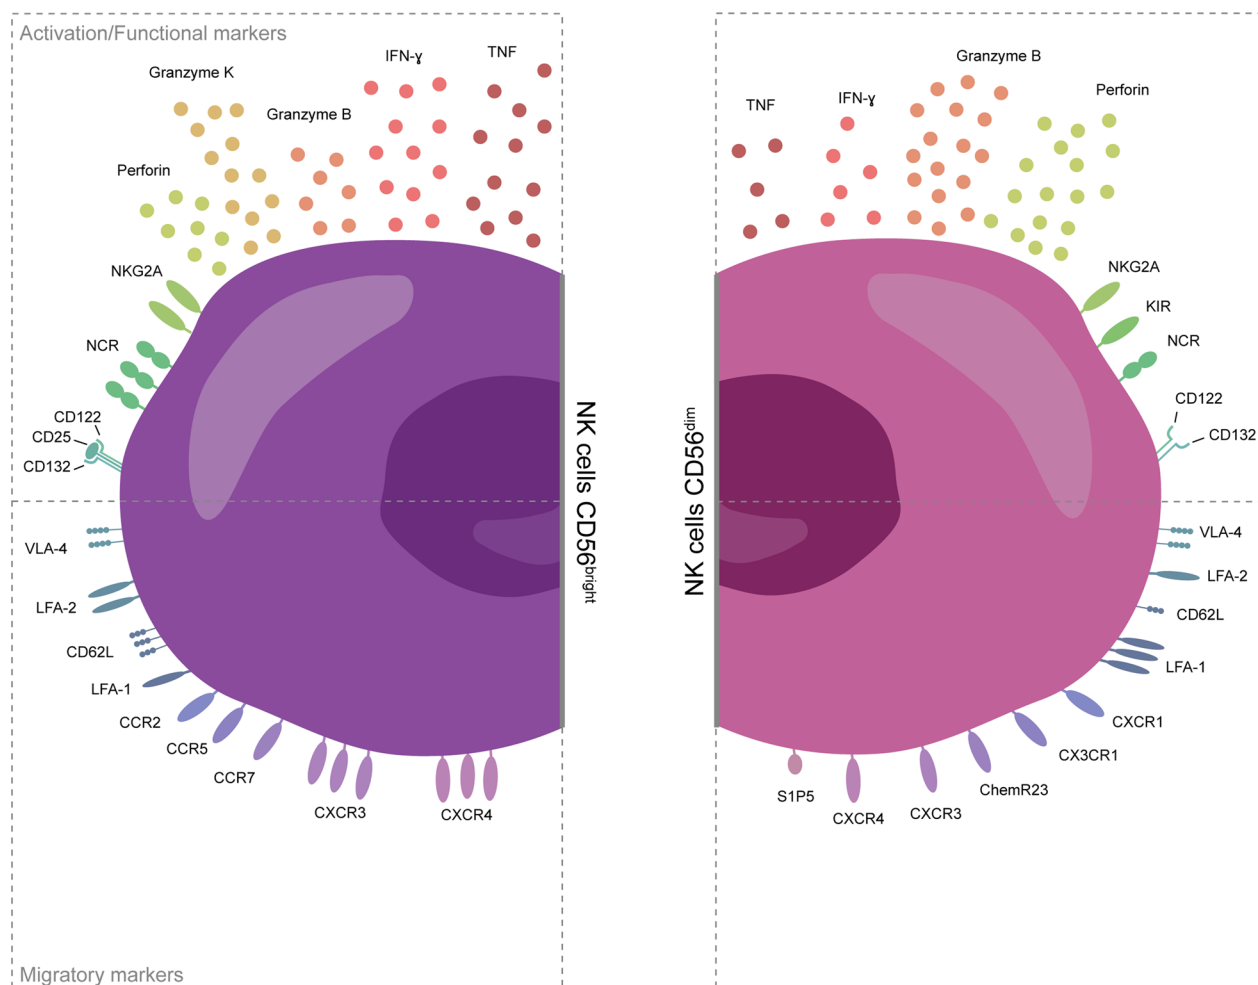 Activation/Functional markers
Granzyme K
IFN-ɣ
TNF
Granzyme B
Perforin
NKG2A
NCR
CD122
CD25
CD132
VLA-4
LFA-2
CD62L
LFA-1
CCR2
CCR5
CCR7
CXCR3
CXCR4
NK cells CD56bright
Migratory markers
NK cells CD56dim
TNF
IFN-ɣ
Granzyme B
Perforin
NKG2A
KIR
NCR
CD122
CD132
VLA-4
LFA-2
CD62L
LFA-1
CXCR1
CX3CR1
ChemR23
CXCR3
CXCR4
S1P5